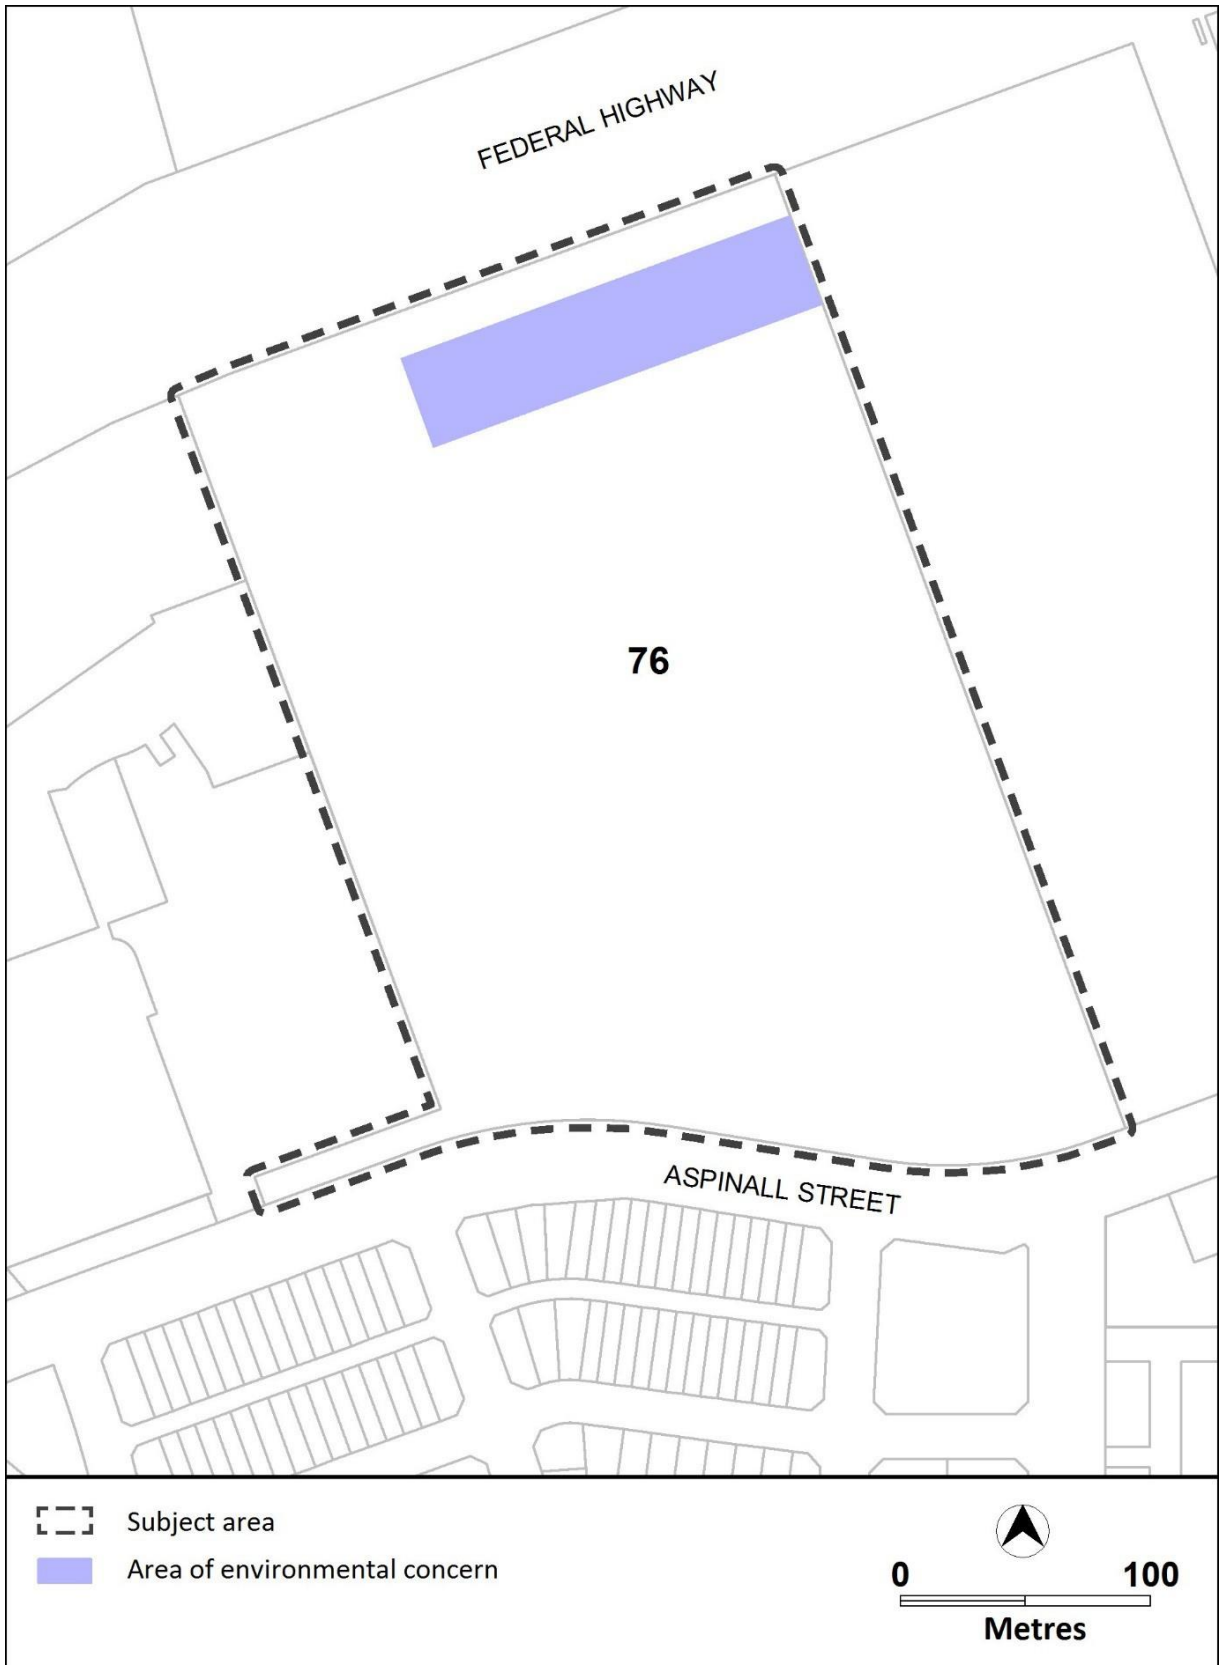 FEDERAL HIGHWAY
76
ASPINALL STREET
Subject area
Area of environmental concern
0 100
Metres